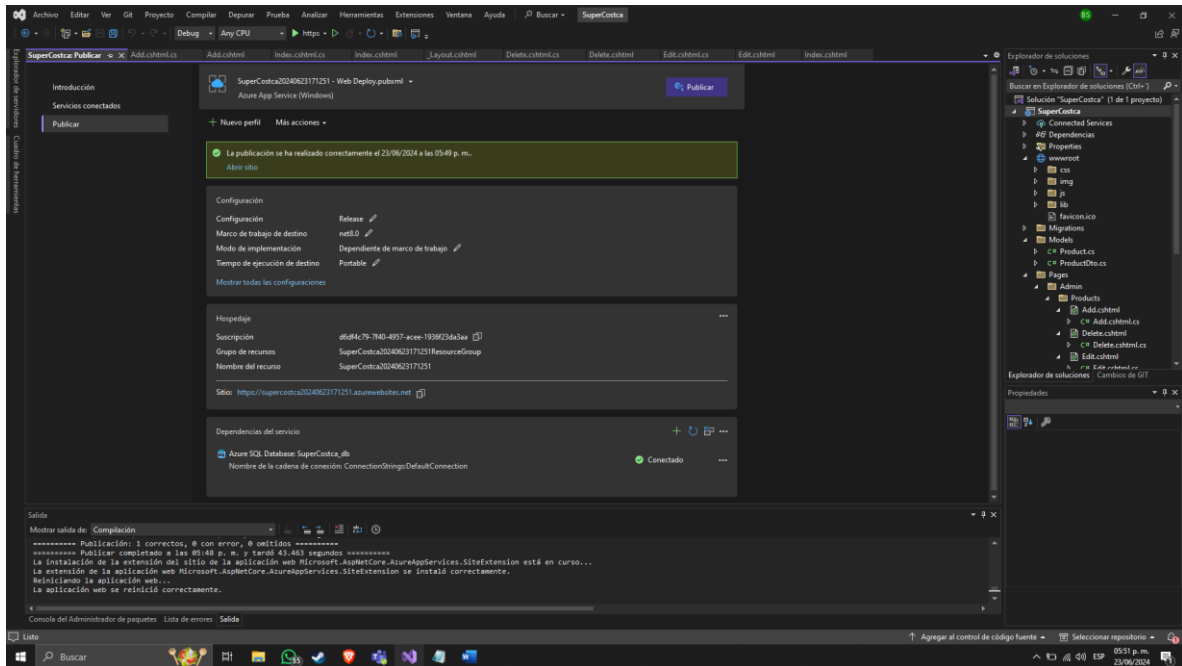 Archivo Editar Ver Git Proyecto Compilar Depurar Prueba Analizar Herramientas Extensiones Ventana Ayuda Buscar SuperCostca BS
Debug Any CPU https
SuperCostca: Publicar Add.cshtml.cs Add.cshtml Index.cshtml.cs Index.cshtml _Layout.cshtml Delete.cshtml.cs Delete.cshtml Edit.cshtml.cs Edit.cshtml Index.cshtml
Explorador de servidores
Cuadro de herramientas
Introducción
Servicios conectados
Publicar
SuperCostca20240623171251 - Web Deploy.pubxml
Azure App Service (Windows)
Publicar
+ Nuevo perfil Más acciones
La publicación se ha realizado correctamente el 23/06/2024 a las 05:49 p. m..
Abrir sitio
Configuración
Configuración Release
Marco de trabajo de destino net8.0
Modo de implementación Dependiente de marco de trabajo
Tiempo de ejecución de destino Portable
Mostrar todas las configuraciones
Hospedaje
Suscripción d6df4c79-7f40-4957-acee-1936f23da3aa
Grupo de recursos SuperCostca20240623171251ResourceGroup
Nombre del recurso SuperCostca20240623171251
Sitio: https://supercostca20240623171251.azurewebsites.net
Dependencias del servicio
Azure SQL Database: SuperCostca_db
Nombre de la cadena de conexión: ConnectionStrings:DefaultConnection
Conectado
Explorador de soluciones
Buscar en Explorador de soluciones (Ctrl+')
Solución "SuperCostca" (1 de 1 proyecto)
SuperCostca
Connected Services
Dependencias
Properties
wwwroot
css
img
js
lib
favicon.ico
Migrations
Models
C# Product.cs
C# ProductDto.cs
Pages
Admin
Products
Add.cshtml
C# Add.cshtml.cs
Delete.cshtml
C# Delete.cshtml.cs
Edit.cshtml
C# Edit.cshtml.cs
Explorador de soluciones Cambios de GIT
Propiedades
Salida
Mostrar salida de: Compilación
========== Publicación: 1 correctos, 0 con error, 0 omitidos ==========
========== Publicar completado a las 05:48 p. m. y tardó 43.463 segundos ==========
La instalación de la extensión del sitio de la aplicación web Microsoft.AspNetCore.AzureAppServices.SiteExtension está en curso...
La extensión de la aplicación web Microsoft.AspNetCore.AzureAppServices.SiteExtension se instaló correctamente.
Reiniciando la aplicación web...
La aplicación web se reinició correctamente.
Consola del Administrador de paquetes Lista de errores Salida
Listo Agregar al control de código fuente Seleccionar repositorio
Buscar ESP 05:51 p. m.
23/06/2024